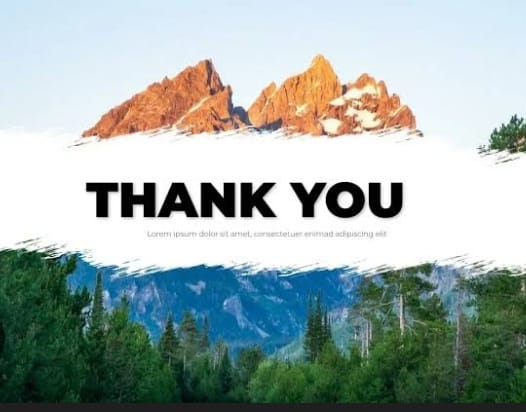 THANK YOU
Lorem ipsum dolor sit amet, consectetuer enimad adipiscing elit